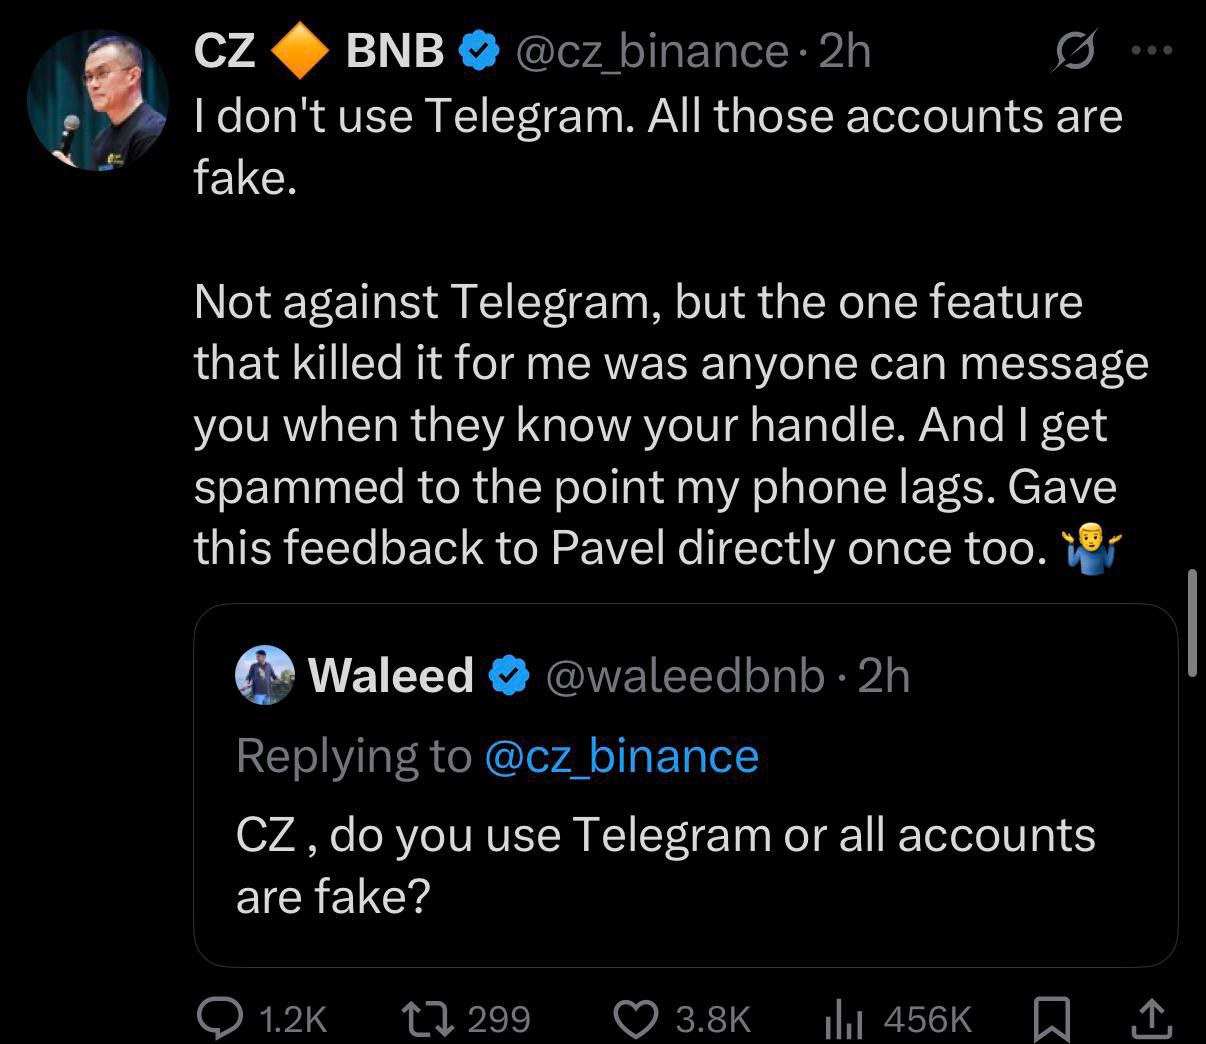 CZ 🔶 BNB @cz_binance · 2h
I don't use Telegram. All those accounts are
fake.
Not against Telegram, but the one feature
that killed it for me was anyone can message
you when they know your handle. And I get
spammed to the point my phone lags. Gave
this feedback to Pavel directly once too. 🤷‍♂️
Waleed @waleedbnb · 2h
Replying to @cz_binance
CZ , do you use Telegram or all accounts
are fake?
1.2K 299 3.8K 456K